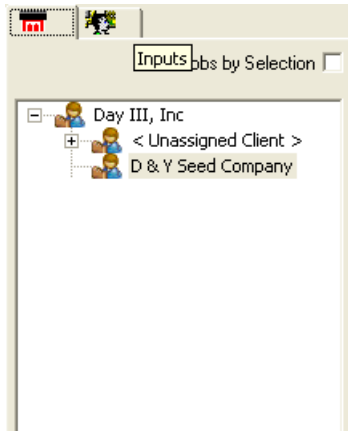 Inputs
obs by Selection
Day III, Inc
< Unassigned Client >
D & Y Seed Company